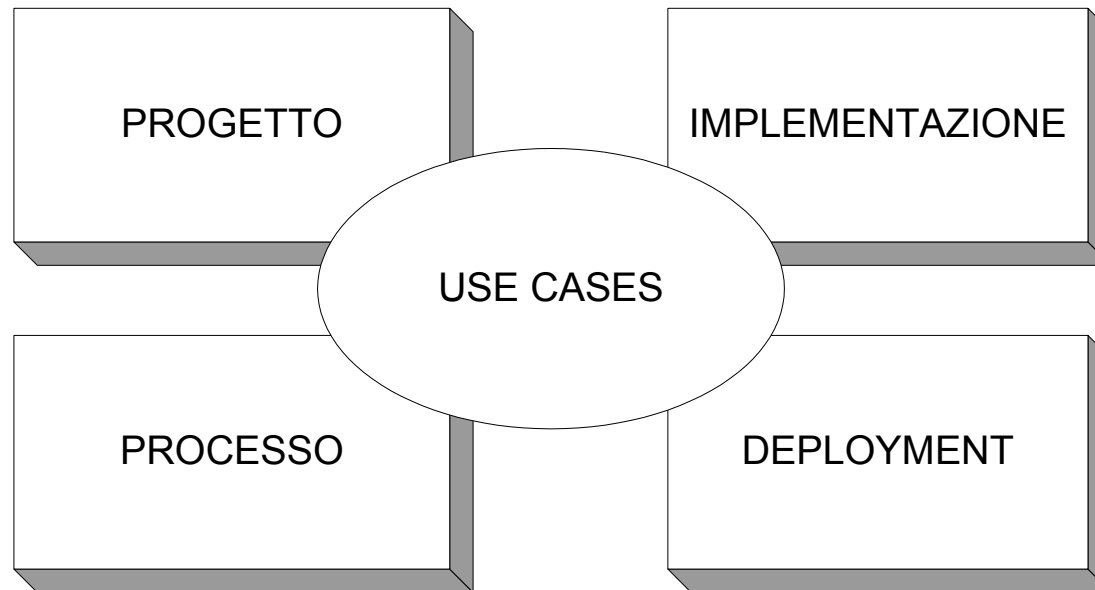 PROGETTO
IMPLEMENTAZIONE
USE CASES
PROCESSO
DEPLOYMENT